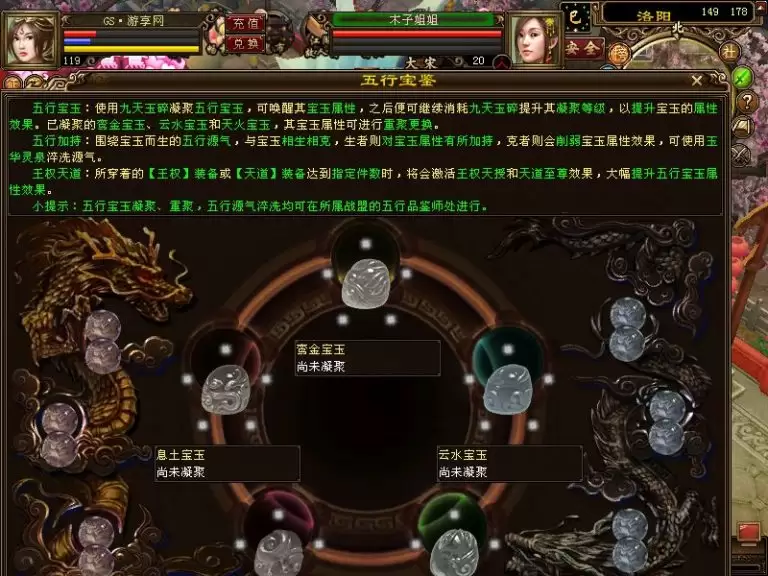 GS·游享网
充值
木子姐姐
洛阳
149 178
北
兑换
安全
社
119
大宋
20
五行宝鉴
五行宝玉：使用九天玉碎凝聚五行宝玉，可唤醒其宝玉属性，之后便可继续消耗九天玉碎提升其凝聚等级，以提升宝玉的属性
效果。已凝聚的窅金宝玉、云水宝玉和天火宝玉，其宝玉属性可进行重聚更换。
五行加持：围绕宝玉而生的五行源气，与宝玉相生相克，生者则对宝玉属性有所加持，克者则会削弱宝玉属性效果，可使用玉
华灵泉淬洗源气。
王权天道：所穿着的【王权】装备或【天道】装备达到指定件数时，将会激活王权天授和天道至尊效果，大幅提升五行宝玉属
性效果。
小提示：五行宝玉凝聚、重聚，五行源气淬洗均可在所属战盟的五行品鉴师处进行。
窅金宝玉
尚未凝聚
息土宝玉
尚未凝聚
云水宝玉
尚未凝聚